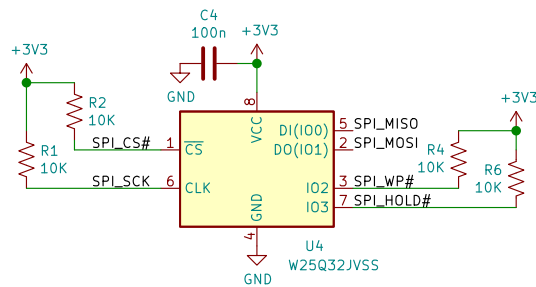 C4
100n
+3V3
GND
+3V3
R2
10K
R1
10K
SPI_CS#
SPI_SCK
1
6
8
VCC
CS
CLK
GND
4
DI(IO0)
DO(IO1)
IO2
IO3
5
2
3
7
SPI_MISO
SPI_MOSI
SPI_WP#
SPI_HOLD#
+3V3
R4
10K
R6
10K
U4
W25Q32JVSS
GND